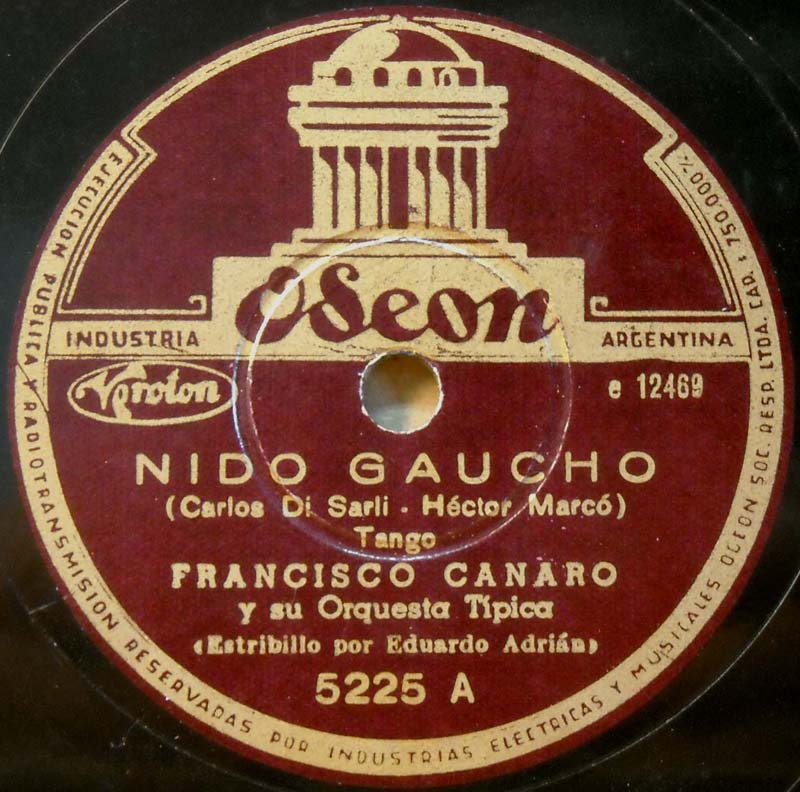 Odeon
INDUSTRIA ARGENTINA
Veroton
e 12469
NIDO GAUCHO
(Carlos Di Sarli - Héctor Marcó)
Tango
FRANCISCO CANARO
y su Orquesta Típica
(Estribillo por Eduardo Adrián)
5225 A
EJECUCION PUBLICA Y RADIOTRANSMISION RESERVADAS POR INDUSTRIAS ELECTRICAS Y MUSICALES ODEON SOC. RESP. LTDA. CAP. $ 750.000 m/n